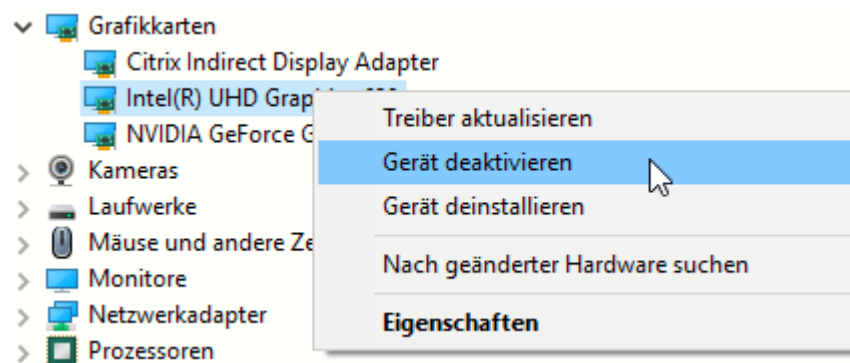 Grafikkarten
Citrix Indirect Display Adapter
Intel(R) UHD Grap
NVIDIA GeForce G
Kameras
Laufwerke
Mäuse und andere Ze
Monitore
Netzwerkadapter
Prozessoren
Treiber aktualisieren
Gerät deaktivieren
Gerät deinstallieren
Nach geänderter Hardware suchen
Eigenschaften